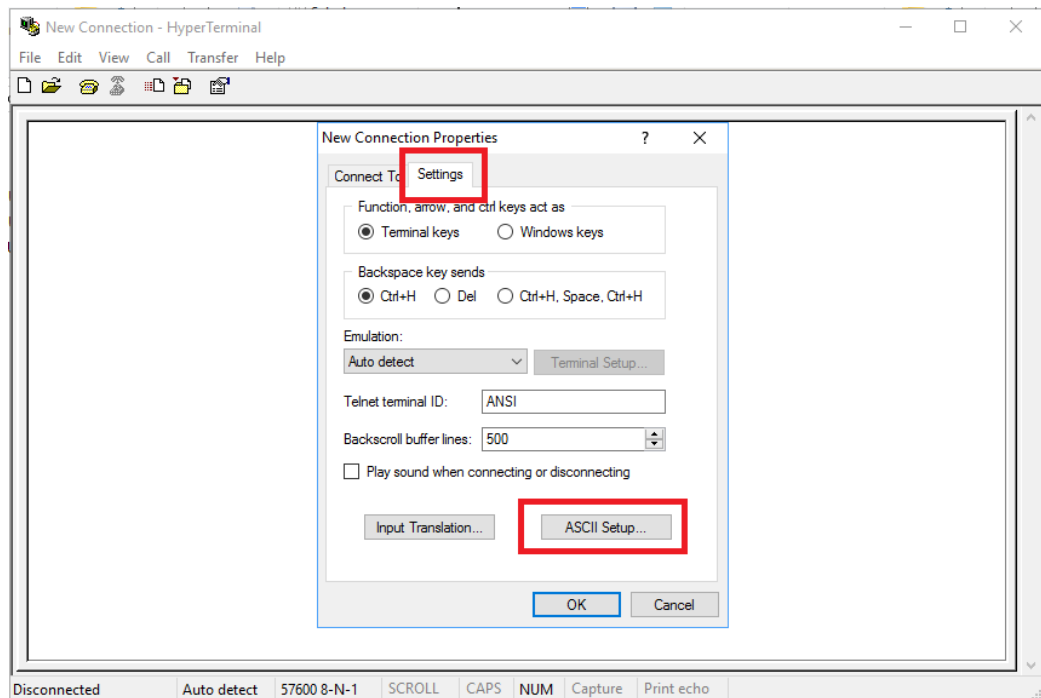 New Connection - HyperTerminal
File Edit View Call Transfer Help
New Connection Properties ?
Connect To Settings
Function, arrow, and ctrl keys act as
Terminal keys Windows keys
Backspace key sends
Ctrl+H Del Ctrl+H, Space, Ctrl+H
Emulation:
Auto detect Terminal Setup...
Telnet terminal ID: ANSI
Backscroll buffer lines: 500
Play sound when connecting or disconnecting
Input Translation... ASCII Setup...
OK Cancel
Disconnected Auto detect 57600 8-N-1 SCROLL CAPS NUM Capture Print echo